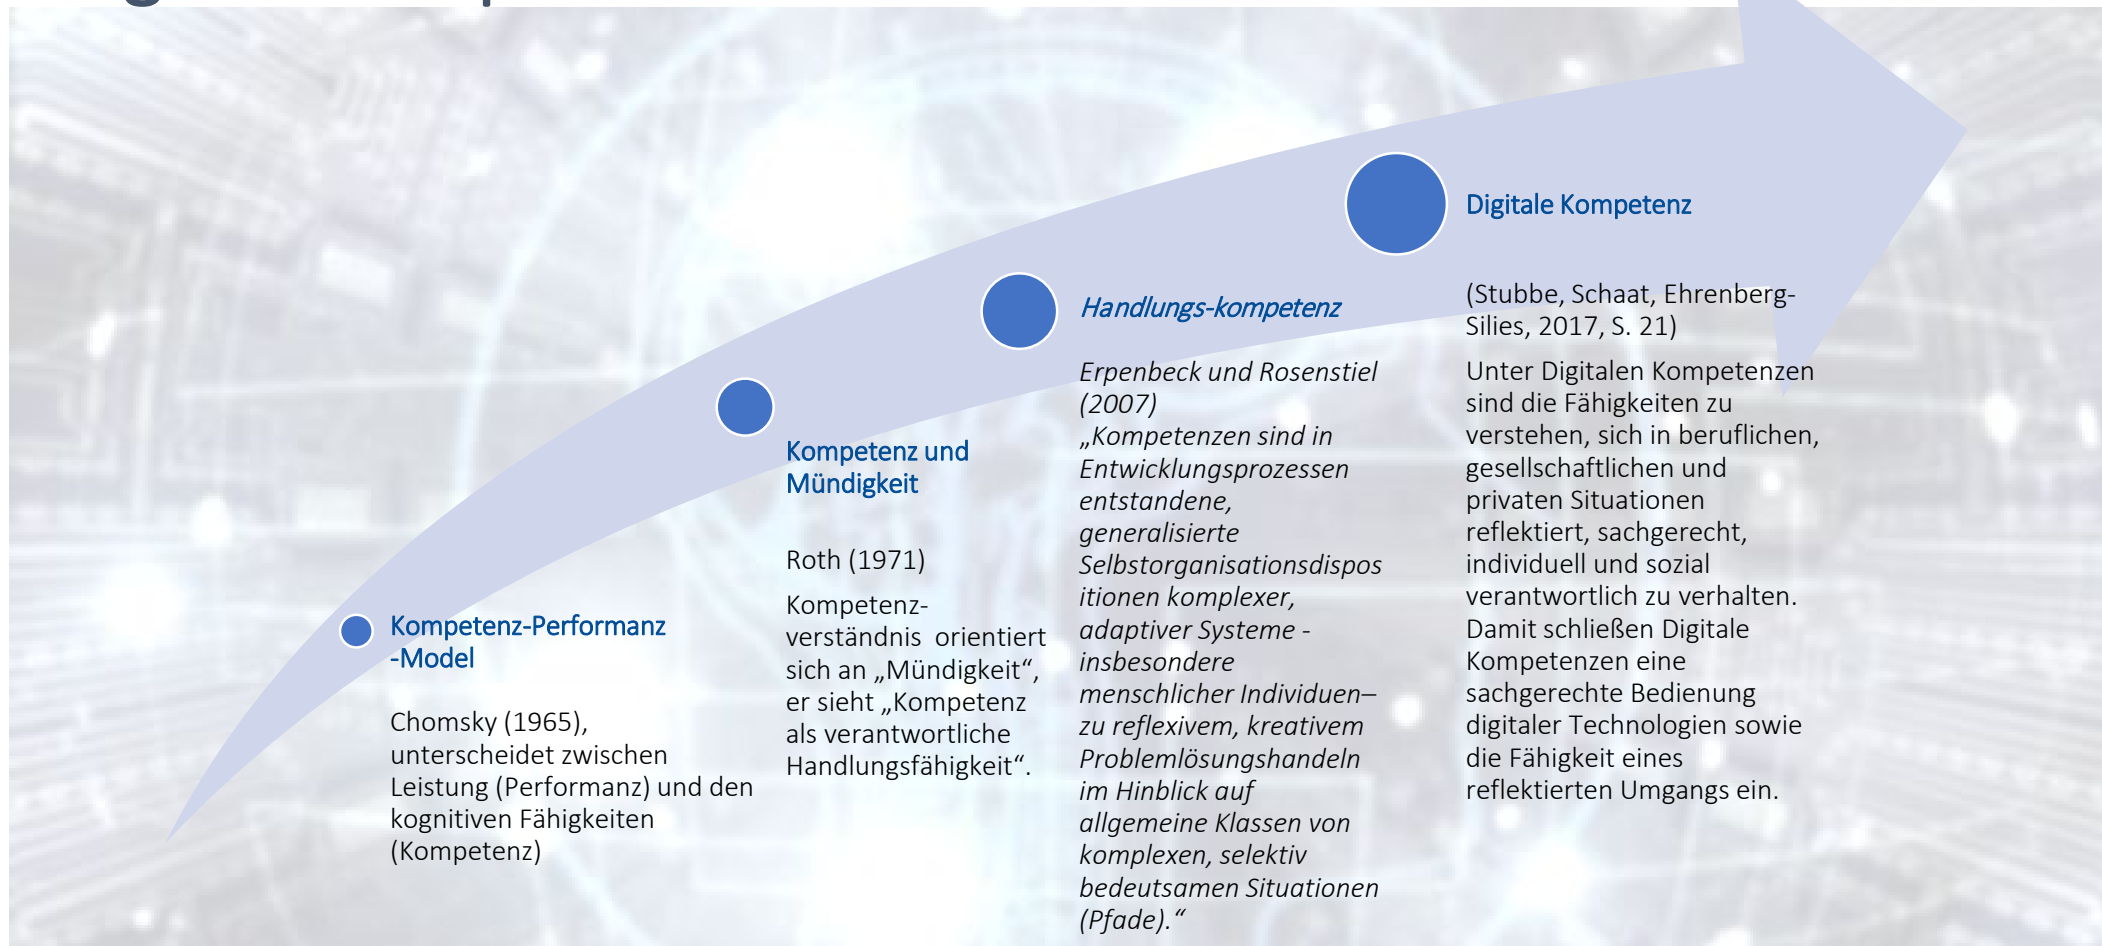 Kompetenz-Performanz
-Model
Chomsky (1965),
unterscheidet zwischen
Leistung (Performanz) und den
kognitiven Fähigkeiten
(Kompetenz)
Kompetenz und
Mündigkeit
Roth (1971)
Kompetenz-
verständnis  orientiert
sich an „Mündigkeit“,
er sieht „Kompetenz
als verantwortliche
Handlungsfähigkeit“.
Handlungs-kompetenz
Erpenbeck und Rosenstiel
(2007)
„Kompetenzen sind in
Entwicklungsprozessen
entstandene,
generalisierte
Selbstorganisationsdispos
itionen komplexer,
adaptiver Systeme -
insbesondere
menschlicher Individuen–
zu reflexivem, kreativem
Problemlösungshandeln
im Hinblick auf
allgemeine Klassen von
komplexen, selektiv
bedeutsamen Situationen
(Pfade).“
Digitale Kompetenz
(Stubbe, Schaat, Ehrenberg-
Silies, 2017, S. 21)
Unter Digitalen Kompetenzen
sind die Fähigkeiten zu
verstehen, sich in beruflichen,
gesellschaftlichen und
privaten Situationen
reflektiert, sachgerecht,
individuell und sozial
verantwortlich zu verhalten.
Damit schließen Digitale
Kompetenzen eine
sachgerechte Bedienung
digitaler Technologien sowie
die Fähigkeit eines
reflektierten Umgangs ein.